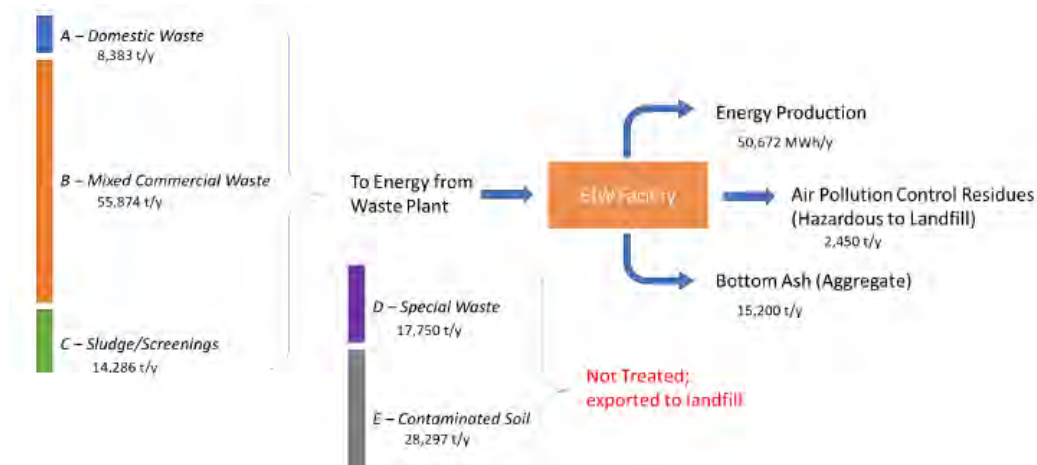 A – Domestic Waste
8,383 t/y
B – Mixed Commercial Waste
55,874 t/y
C – Sludge/Screenings
14,286 t/y
To Energy from
Waste Plant
EfW Facility
Energy Production
50,672 MWh/y
Air Pollution Control Residues
(Hazardous to Landfill)
2,450 t/y
Bottom Ash (Aggregate)
15,200 t/y
D – Special Waste
17,750 t/y
E – Contaminated Soil
28,297 t/y
Not Treated;
exported to landfill